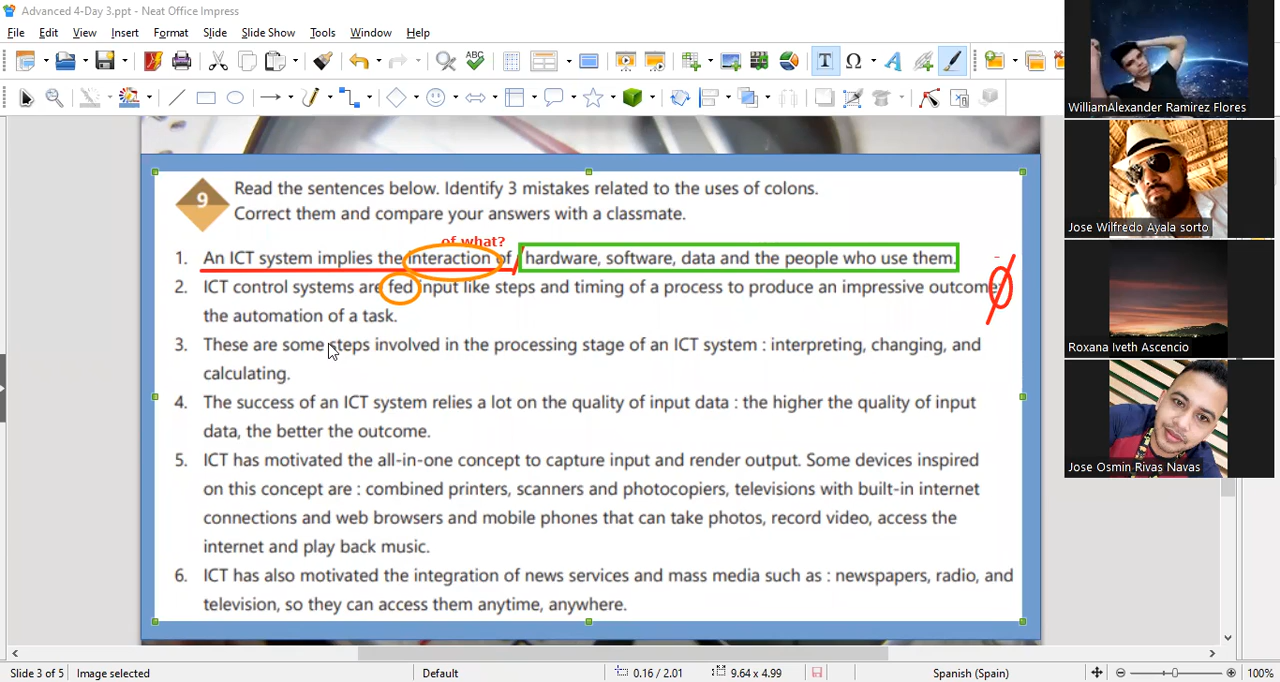 Advanced 4-Day 3.ppt - Neat Office Impress
File Edit View Insert Format Slide Slide Show Tools Window Help
ABC
WilliamAlexander Ramirez Flores
9 Read the sentences below. Identify 3 mistakes related to the uses of colons.
Correct them and compare your answers with a classmate.
of what?
1. An ICT system implies the interaction of hardware, software, data and the people who use them.
2. ICT control systems are fed input like steps and timing of a process to produce an impressive outcome
the automation of a task.
3. These are some steps involved in the processing stage of an ICT system : interpreting, changing, and
calculating.
4. The success of an ICT system relies a lot on the quality of input data : the higher the quality of input
data, the better the outcome.
5. ICT has motivated the all-in-one concept to capture input and render output. Some devices inspired
on this concept are : combined printers, scanners and photocopiers, televisions with built-in internet
connections and web browsers and mobile phones that can take photos, record video, access the
internet and play back music.
6. ICT has also motivated the integration of news services and mass media such as : newspapers, radio, and
television, so they can access them anytime, anywhere.
Jose Wilfredo Ayala sorto
Roxana Iveth Ascencio
Jose Osmin Rivas Navas
Slide 3 of 5 Image selected Default 0.16 / 2.01 9.64 x 4.99 Spanish (Spain) 100%